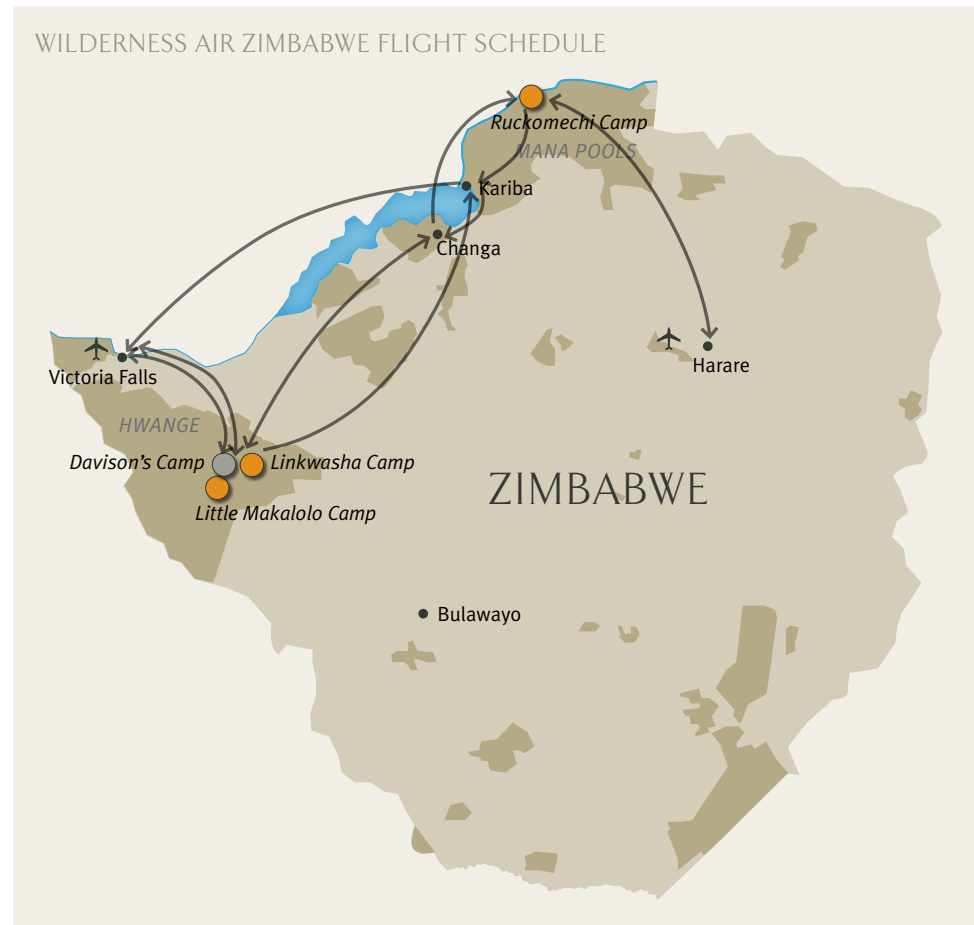 WILDERNESS AIR ZIMBABWE FLIGHT SCHEDULE
Ruckomechi Camp
MANA POOLS
Kariba
Changa
Harare
Victoria Falls
HWANGE
Davison's Camp
Linkwasha Camp
ZIMBABWE
Little Makalolo Camp
Bulawayo